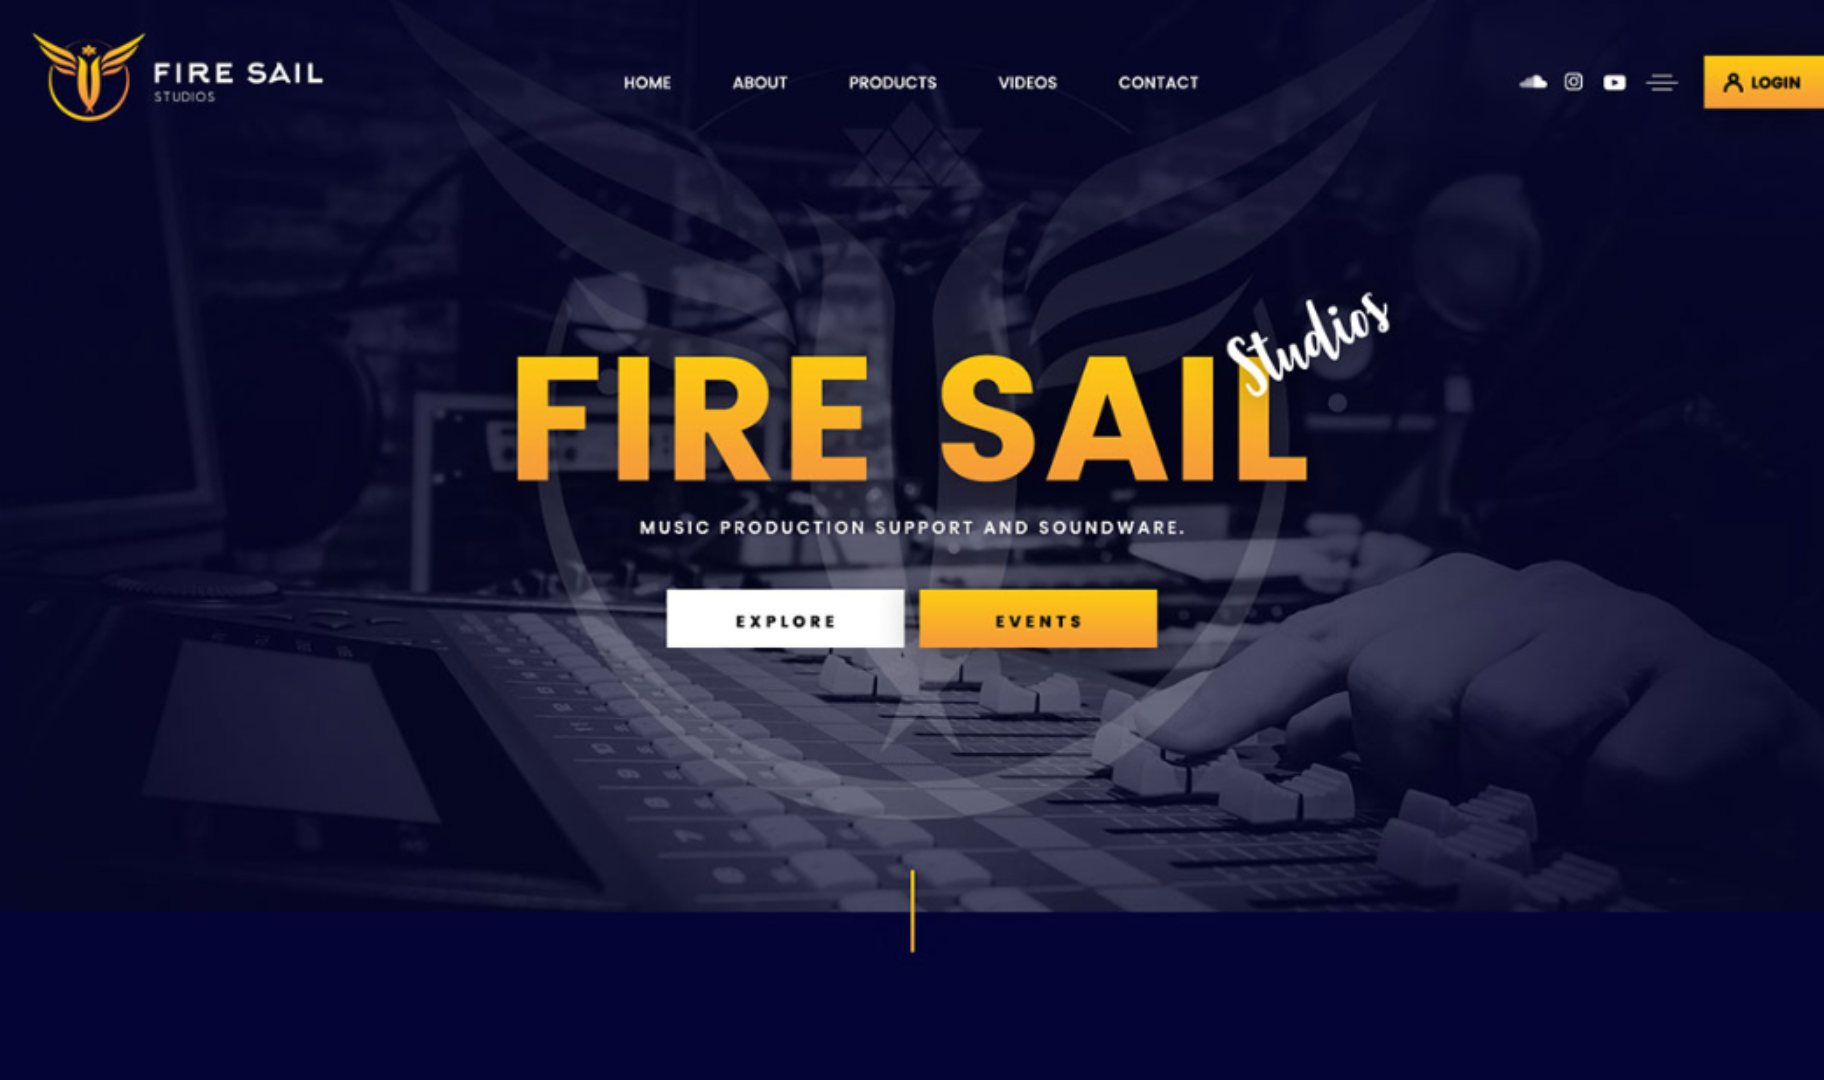 FIRE SAIL
STUDIOS
HOME ABOUT PRODUCTS VIDEOS CONTACT
LOGIN
Studios
FIRE SAIL
MUSIC PRODUCTION SUPPORT AND SOUNDWARE.
EXPLORE EVENTS